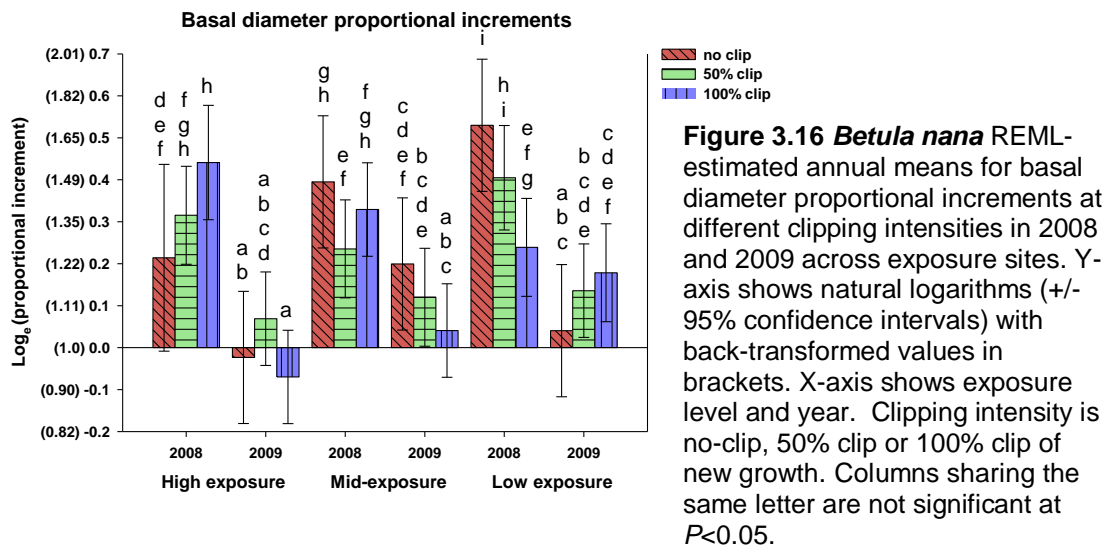 Basal diameter proportional increments
Log_e (proportional increment)
(2.01) 0.7
(1.82) 0.6
(1.65) 0.5
(1.49) 0.4
(1.35) 0.3
(1.22) 0.2
(1.11) 0.1
(1.0) 0.0
(0.90) -0.1
(0.82) -0.2
d
e
f
f
g
h
h
a
b
a
b
c
d
a
g
h
e
f
f
g
h
c
d
e
f
b
c
d
e
a
b
c
i
h
i
e
f
g
a
b
c
b
c
d
e
c
d
e
f
2008 2009 2008 2009 2008 2009
High exposure Mid-exposure Low exposure
no clip
50% clip
100% clip
Figure 3.16 Betula nana REML-
estimated annual means for basal
diameter proportional increments at
different clipping intensities in 2008
and 2009 across exposure sites. Y-
axis shows natural logarithms (+/-
95% confidence intervals) with
back-transformed values in
brackets. X-axis shows exposure
level and year. Clipping intensity is
no-clip, 50% clip or 100% clip of
new growth. Columns sharing the
same letter are not significant at
P<0.05.